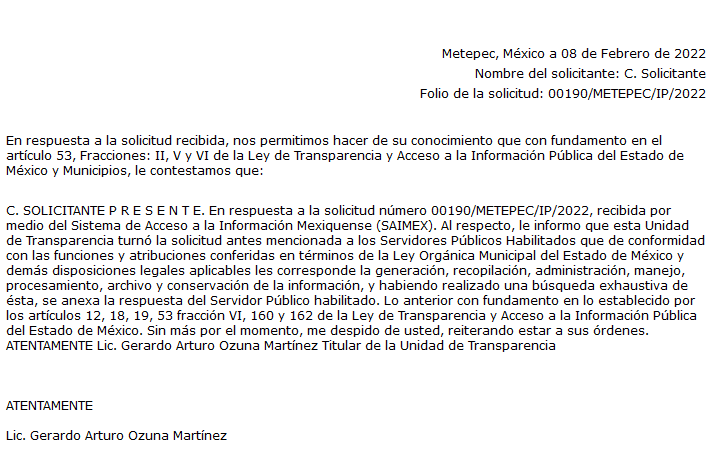 Metepec, México a 08 de Febrero de 2022
Nombre del solicitante: C. Solicitante
Folio de la solicitud: 00190/METEPEC/IP/2022
En respuesta a la solicitud recibida, nos permitimos hacer de su conocimiento que con fundamento en el
artículo 53, Fracciones: II, V y VI de la Ley de Transparencia y Acceso a la Información Pública del Estado de
México y Municipios, le contestamos que:
C. SOLICITANTE P R E S E N T E. En respuesta a la solicitud número 00190/METEPEC/IP/2022, recibida por
medio del Sistema de Acceso a la Información Mexiquense (SAIMEX). Al respecto, le informo que esta Unidad
de Transparencia turnó la solicitud antes mencionada a los Servidores Públicos Habilitados que de conformidad
con las funciones y atribuciones conferidas en términos de la Ley Orgánica Municipal del Estado de México y
demás disposiciones legales aplicables les corresponde la generación, recopilación, administración, manejo,
procesamiento, archivo y conservación de la información, y habiendo realizado una búsqueda exhaustiva de
ésta, se anexa la respuesta del Servidor Público habilitado. Lo anterior con fundamento en lo establecido por
los artículos 12, 18, 19, 53 fracción VI, 160 y 162 de la Ley de Transparencia y Acceso a la Información Pública
del Estado de México. Sin más por el momento, me despido de usted, reiterando estar a sus órdenes.
ATENTAMENTE Lic. Gerardo Arturo Ozuna Martínez Titular de la Unidad de Transparencia
ATENTAMENTE
Lic. Gerardo Arturo Ozuna Martínez